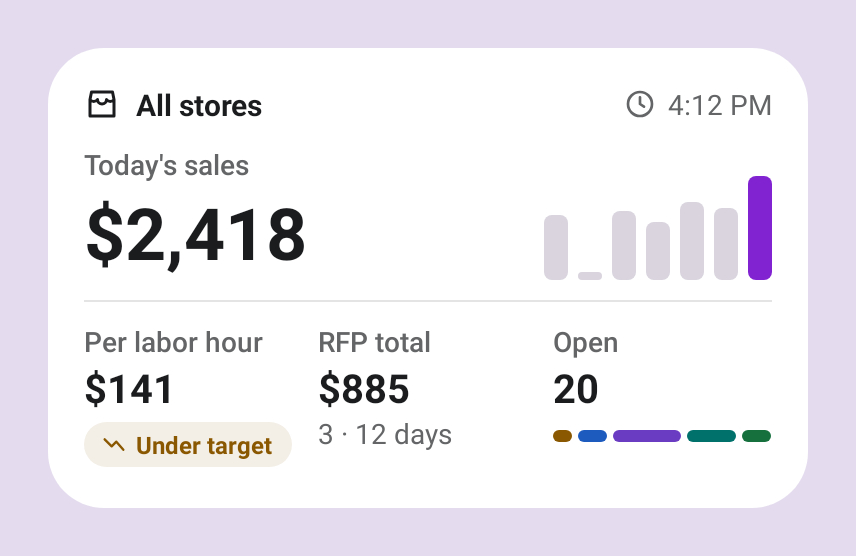 All stores
4:12 PM
Today's sales
$2,418
Per labor hour
$141
Under target
RFP total
$885
3 · 12 days
Open
20